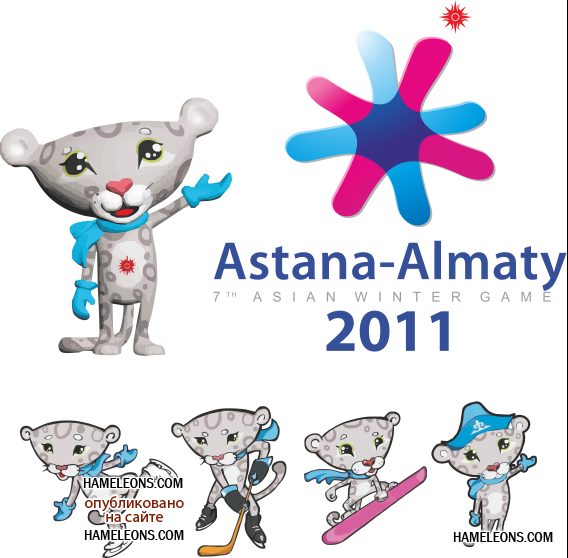 Astana-Almaty
7TH ASIAN WINTER GAME
2011
HAMELEONS.COM
опубликовано
на сайте
HAMELEONS.COM
HAMELEONS.COM